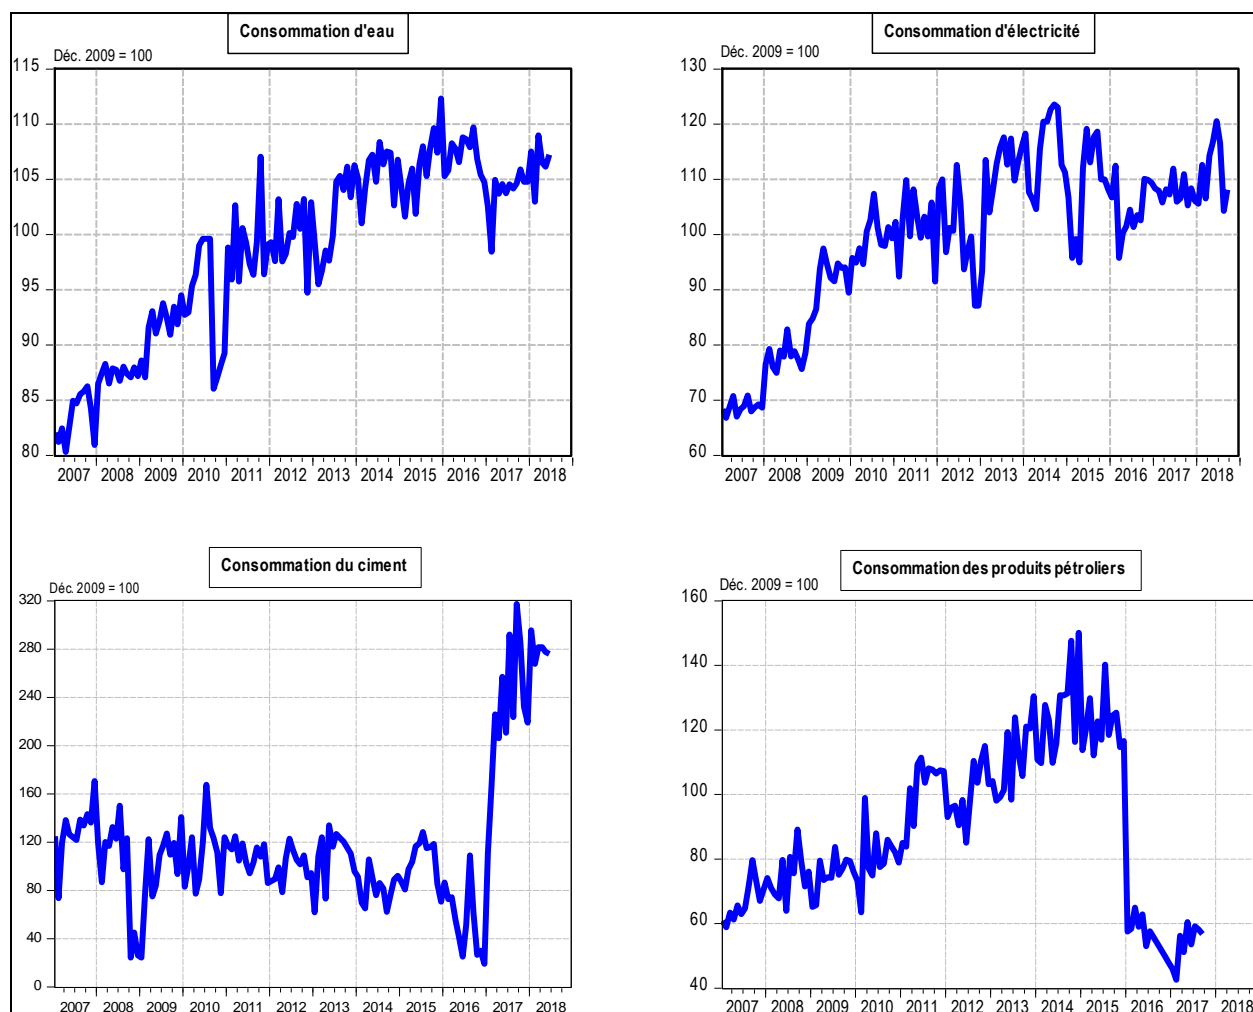 Consommation d'eau
Déc. 2009 = 100
115
110
105
100
95
90
85
80
2007 2008 2009 2010 2011 2012 2013 2014 2015 2016 2017 2018
Consommation d'électricité
Déc. 2009 = 100
130
120
110
100
90
80
70
60
2007 2008 2009 2010 2011 2012 2013 2014 2015 2016 2017 2018
Consommation du ciment
Déc. 2009 = 100
320
280
240
200
160
120
80
40
0
2007 2008 2009 2010 2011 2012 2013 2014 2015 2016 2017 2018
Consommation des produits pétroliers
Déc. 2009 = 100
160
140
120
100
80
60
40
2007 2008 2009 2010 2011 2012 2013 2014 2015 2016 2017 2018